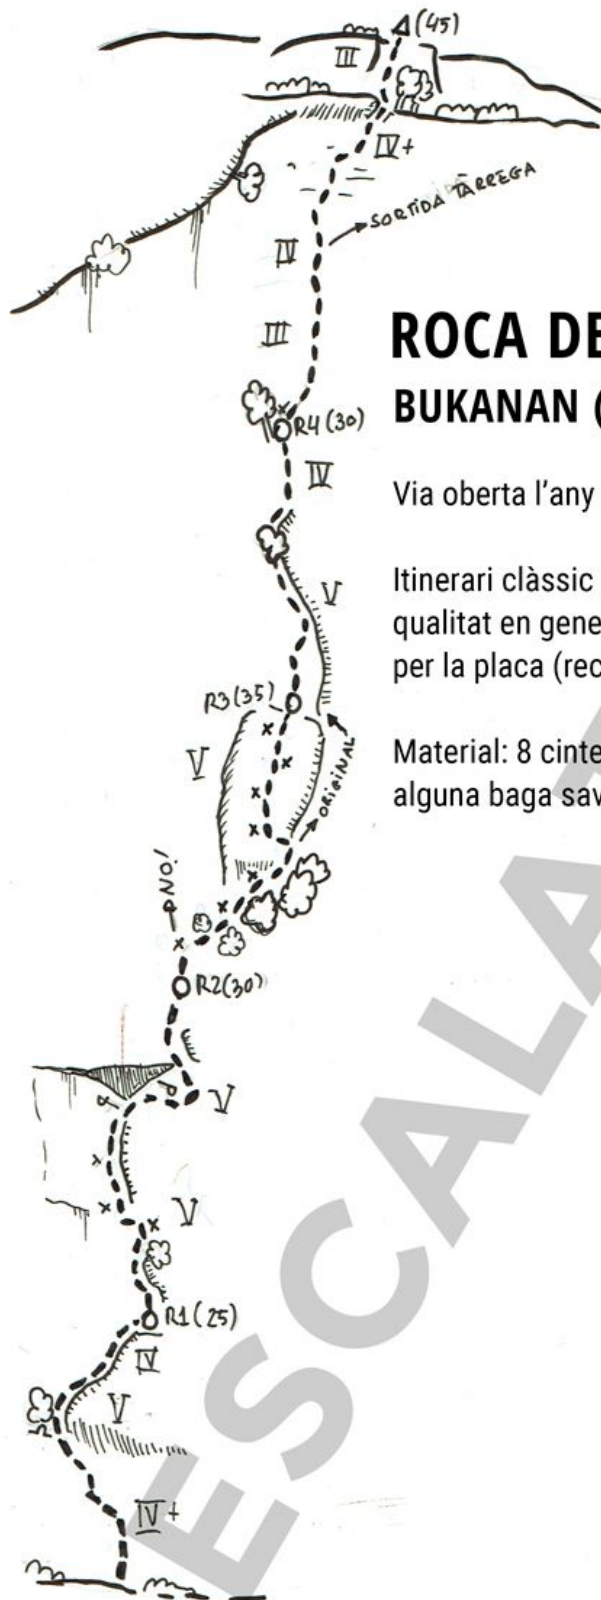 (45)
III
IV+
SORTIDA TÀRREGA
IV
III
ROCA DE
BUKANAN (
R4 (30)
IV
Via oberta l'any
Itinerari clàssic
qualitat en gene
per la placa (rec
V
R3 (35)
V
ORIGINAL
Material: 8 cinte
alguna baga sav
NO!
R2 (30)
V
V
R1 (25)
IV
V
IV+
ESCALA